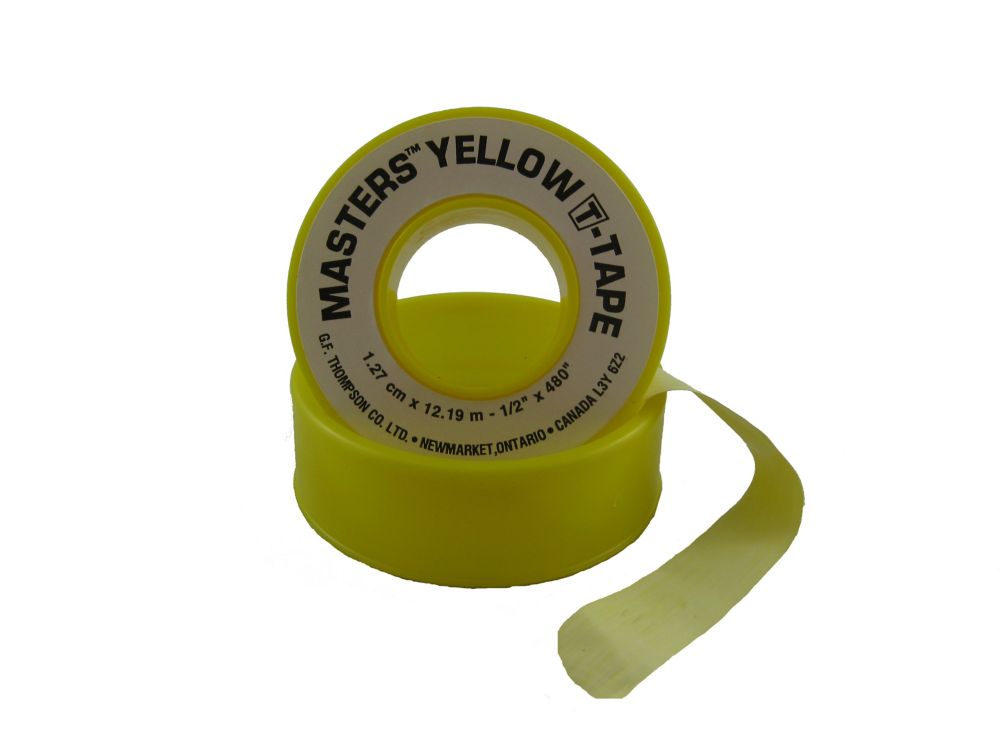 MASTERS™ YELLOW T-TAPE
1.27 cm x 12.19 m - 1/2" x 480"
G.F. THOMPSON CO. LTD. • NEWMARKET, ONTARIO • CANADA L3Y 6Z2